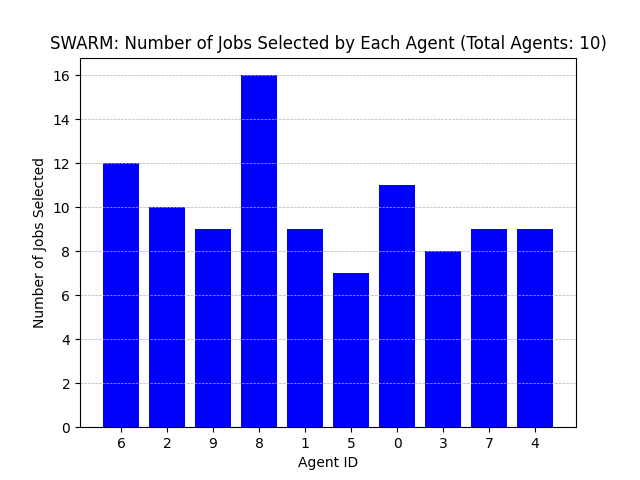 SWARM: Number of Jobs Selected by Each Agent (Total Agents: 10)
16
14
12
10
8
6
4
2
0
Number of Jobs Selected
6 2 9 8 1 5 0 3 7 4
Agent ID